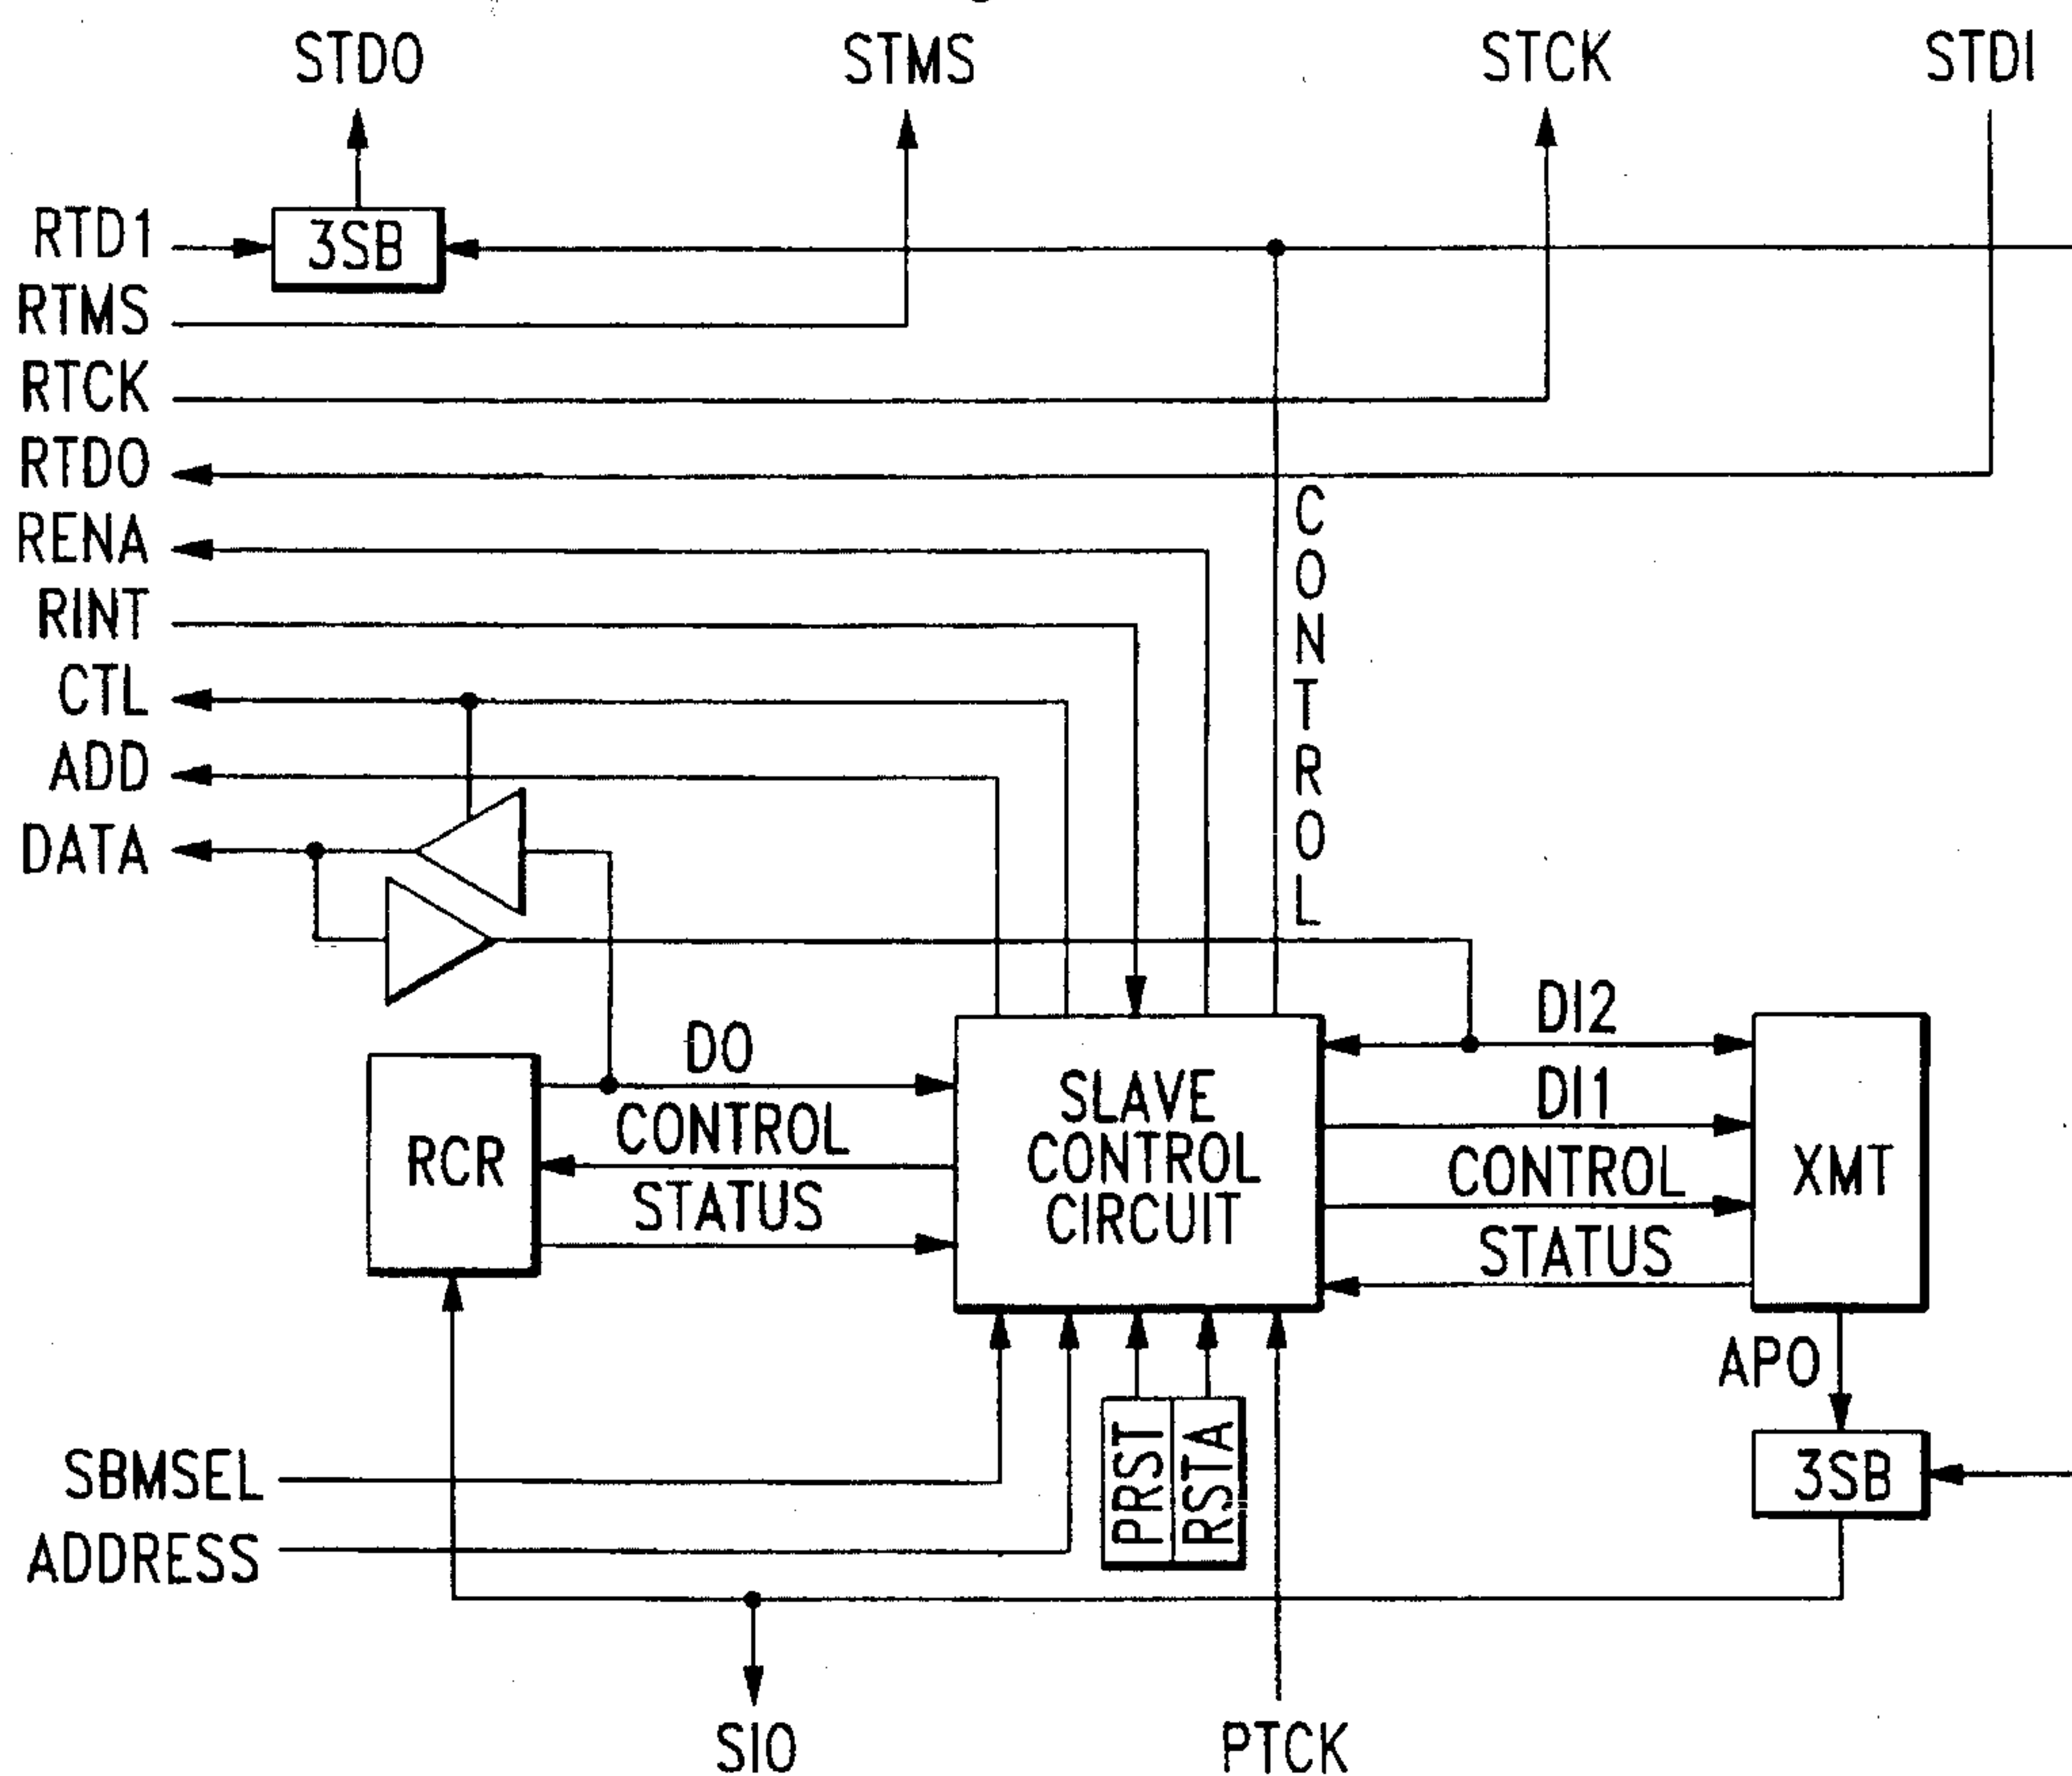 STDO
STMS
STCK
STDI
RTD1
3SB
RTMS
RTCK
RTDO
RENA
RINT
CTL
ADD
DATA
CONTROL
DO
CONTROL
STATUS
RCR
SLAVE
CONTROL
CIRCUIT
DI2
DI1
CONTROL
STATUS
XMT
APO
3SB
PRST
RSTA
SBMSEL
ADDRESS
SIO
PTCK